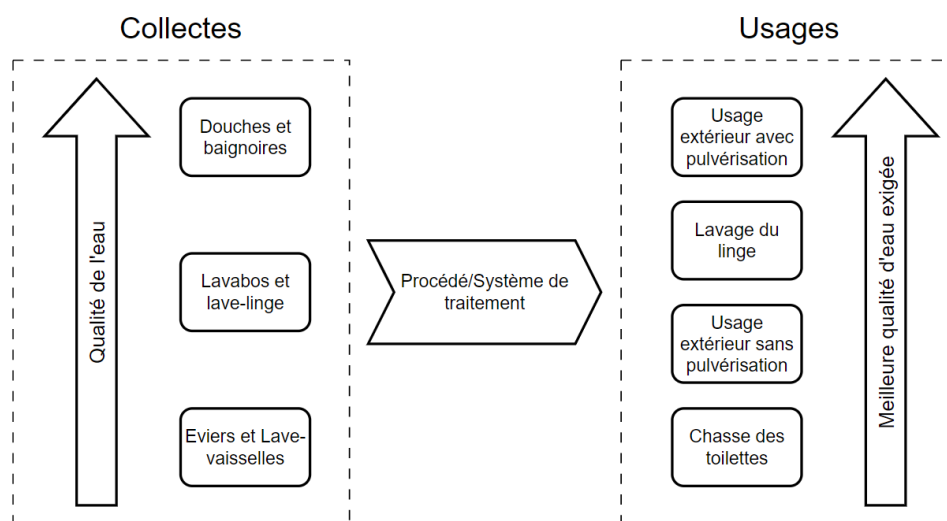 Collectes
Usages
Qualité de l'eau
Douches et
baignoires
Lavabos et
lave-linge
Eviers et Lave-
vaisselles
Procédé/Système de
traitement
Usage
extérieur avec
pulvérisation
Lavage du
linge
Usage
extérieur sans
pulvérisation
Chasse des
toilettes
Meilleure qualité d'eau exigée